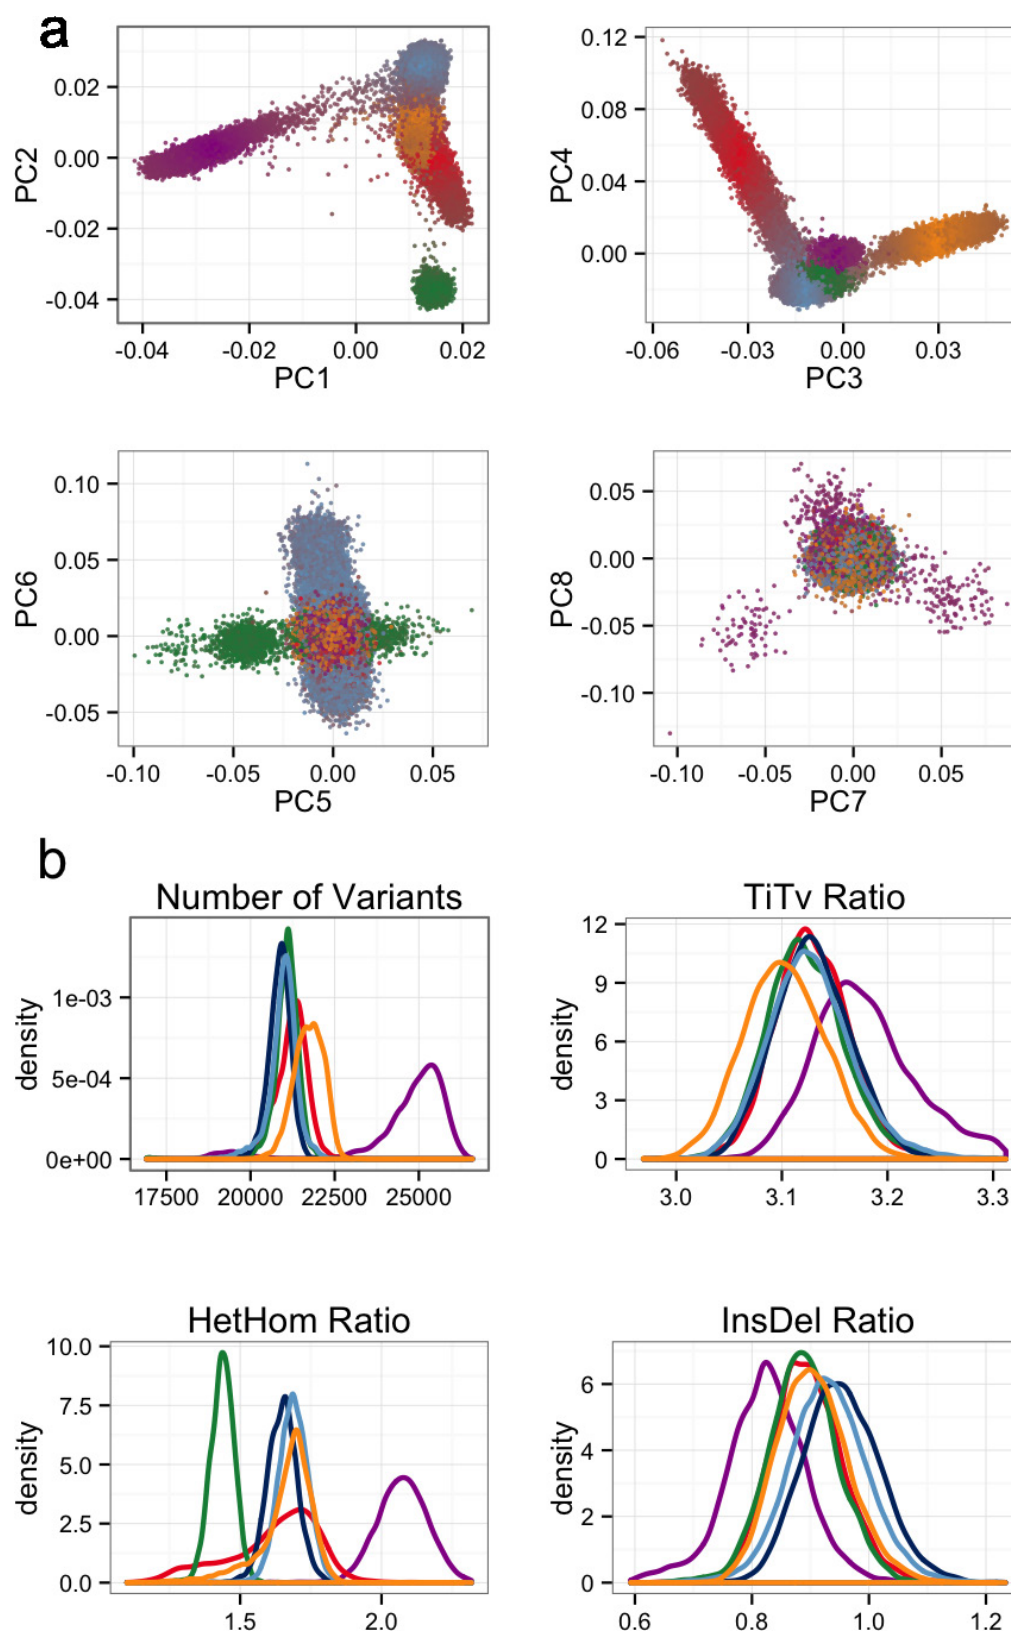 a
PC2
0.02
0.00
-0.02
-0.04
-0.04 -0.02 0.00 0.02
PC1
PC4
0.12
0.08
0.04
0.00
-0.06 -0.03 0.00 0.03
PC3
PC6
0.10
0.05
0.00
-0.05
-0.10 -0.05 0.00 0.05
PC5
PC8
0.05
0.00
-0.05
-0.10
-0.10 -0.05 0.00 0.05
PC7
b
Number of Variants
density
1e-03
5e-04
0e+00
17500 20000 22500 25000
TiTv Ratio
density
12
9
6
3
0
3.0 3.1 3.2 3.3
HetHom Ratio
density
10.0
7.5
5.0
2.5
0.0
1.5 2.0
InsDel Ratio
density
6
4
2
0
0.6 0.8 1.0 1.2